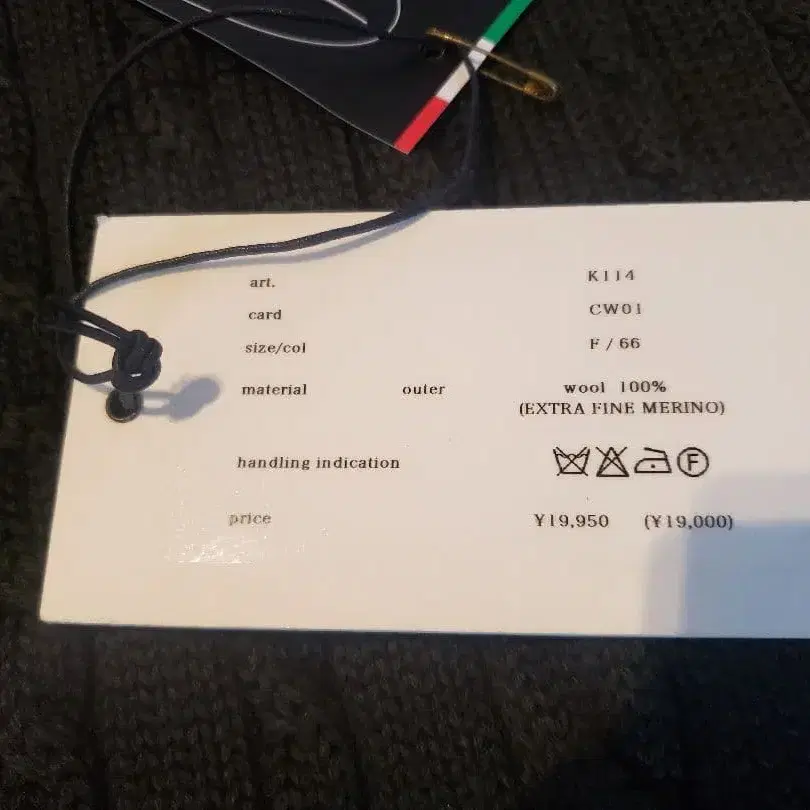 art. K114
card CW01
size/col F / 66
material outer wool 100%
(EXTRA FINE MERINO)
handling indication F
price ¥19,950 (¥19,000)